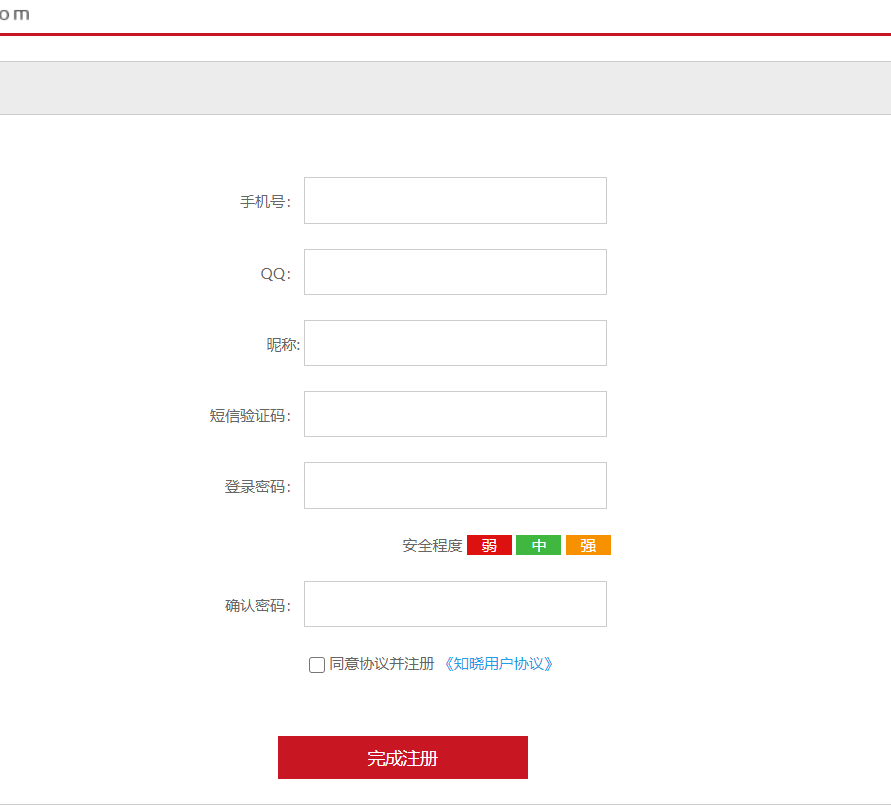 om
手机号：
QQ：
昵称:
短信验证码：
登录密码：
安全程度 弱 中 强
确认密码：
同意协议并注册 《知晓用户协议》
完成注册